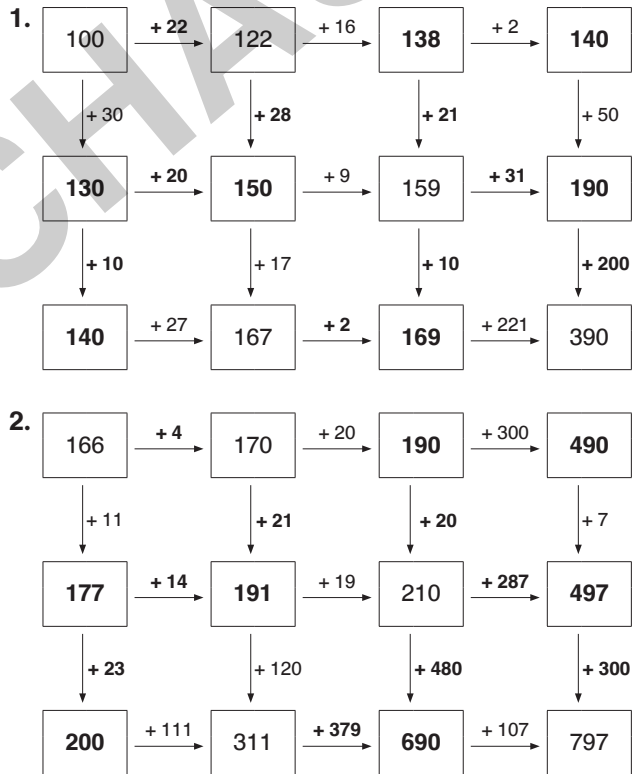 1.
100 + 22 122 + 16 138 + 2 140
+ 30 + 28 + 21 + 50
130 + 20 150 + 9 159 + 31 190
+ 10 + 17 + 10 + 200
140 + 27 167 + 2 169 + 221 390
2.
166 + 4 170 + 20 190 + 300 490
+ 11 + 21 + 20 + 7
177 + 14 191 + 19 210 + 287 497
+ 23 + 120 + 480 + 300
200 + 111 311 + 379 690 + 107 797